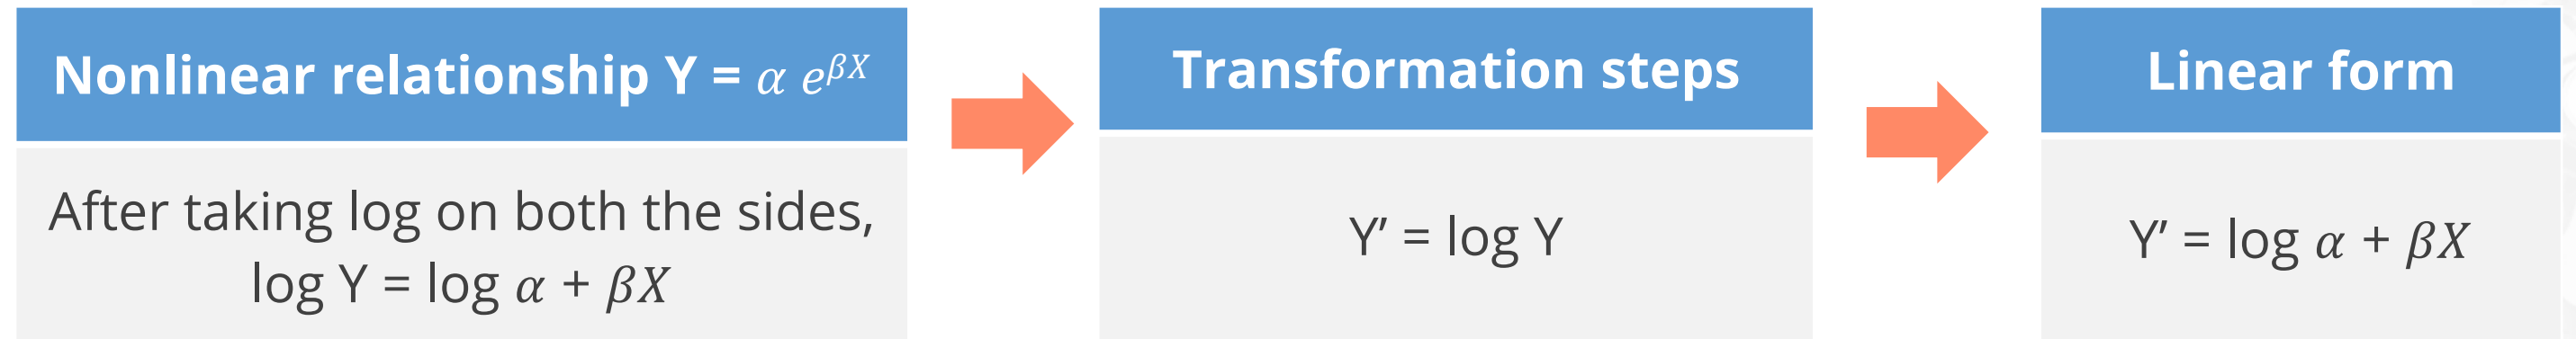 Nonlinear relationship Y = α e^{βX}
After taking log on both the sides,
log Y = log α + βX
Transformation steps
Y’ = log Y
Linear form
Y’ = log α + βX